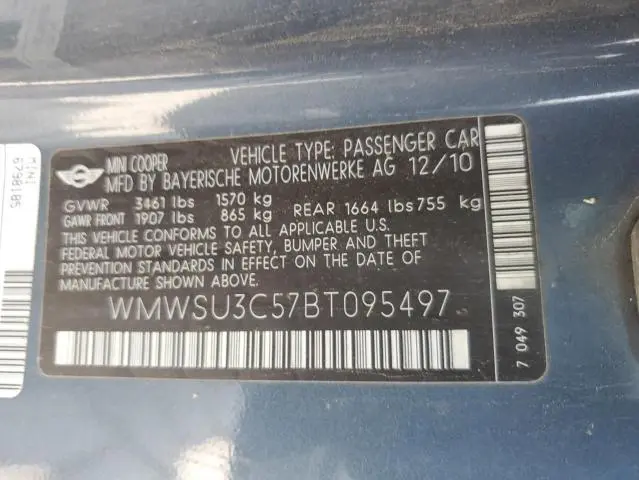 MINI COOPER VEHICLE TYPE: PASSENGER CAR
MFD BY BAYERISCHE MOTORENWERKE AG 12/10
GVWR 3461 lbs 1570 kg
GAWR FRONT 1907 lbs 865 kg REAR 1664 lbs 755 kg
THIS VEHICLE CONFORMS TO ALL APPLICABLE U.S.
FEDERAL MOTOR VEHICLE SAFETY, BUMPER AND THEFT
PREVENTION STANDARDS IN EFFECT ON THE DATE OF
MANUFACTURE SHOWN ABOVE.
WMWSU3C57BT095497
7 049 307
MINI
6798185